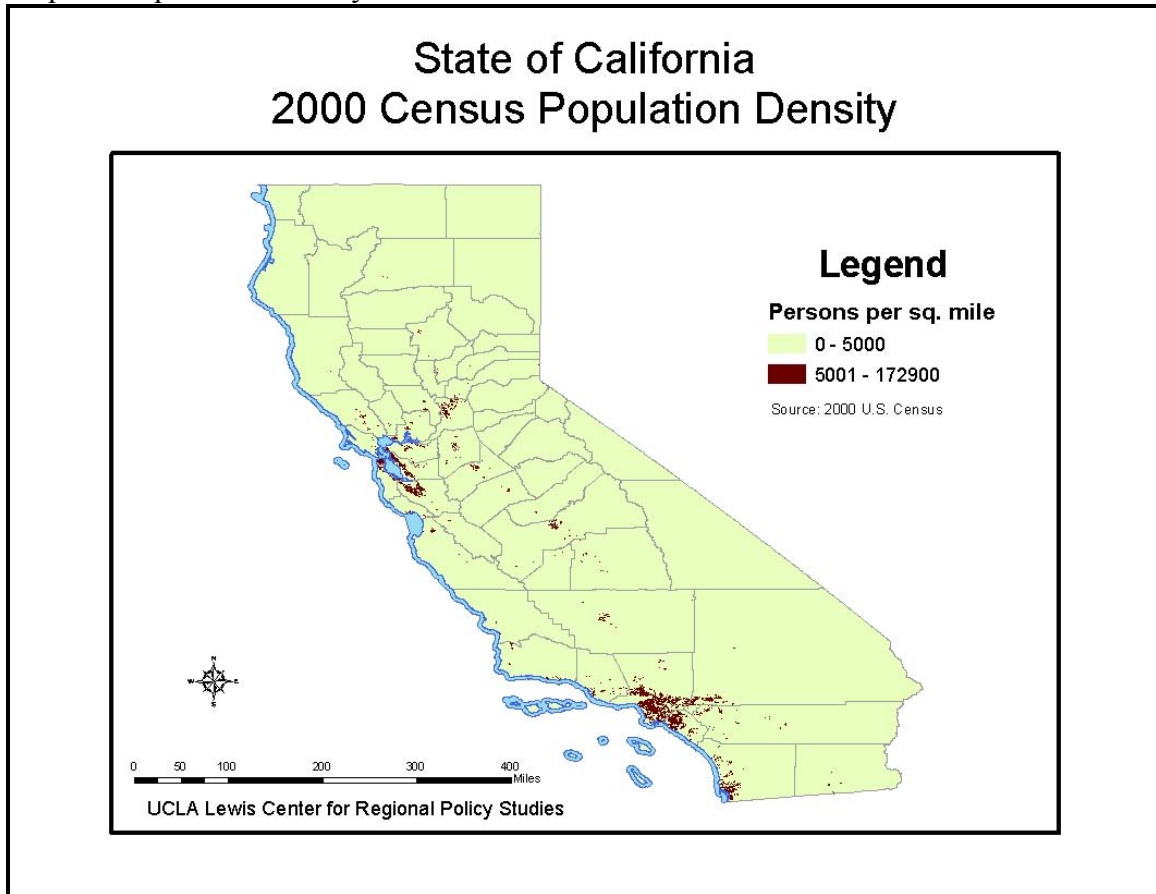 State of California
2000 Census Population Density
Legend
Persons per sq. mile
0 - 5000
5001 - 172900
Source: 2000 U.S. Census
N
W E
S
0 50 100 200 300 400
Miles
UCLA Lewis Center for Regional Policy Studies